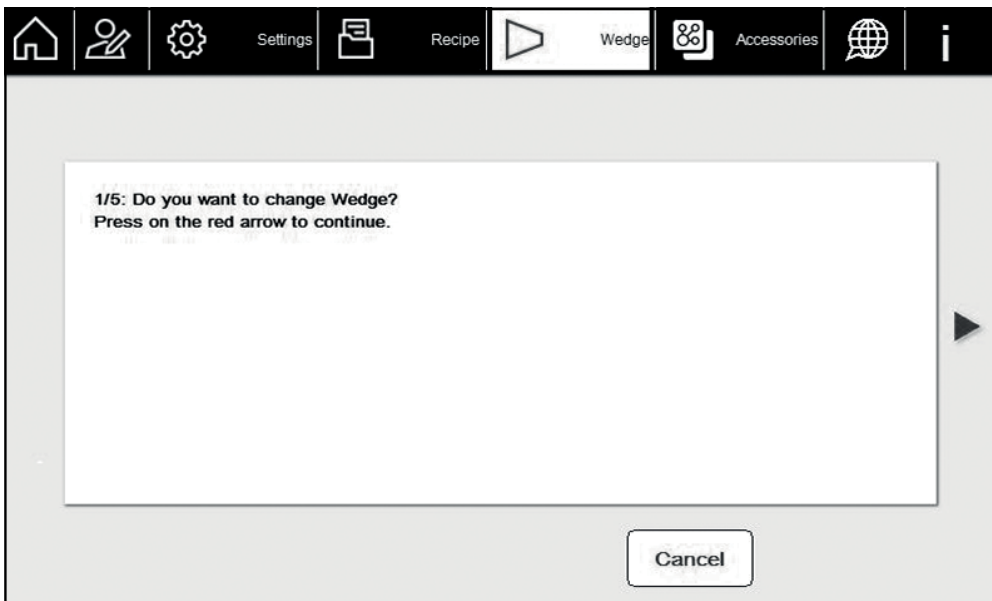 Settings
Recipe
Wedge
Accessories
i
1/5: Do you want to change Wedge?
Press on the red arrow to continue.
Cancel